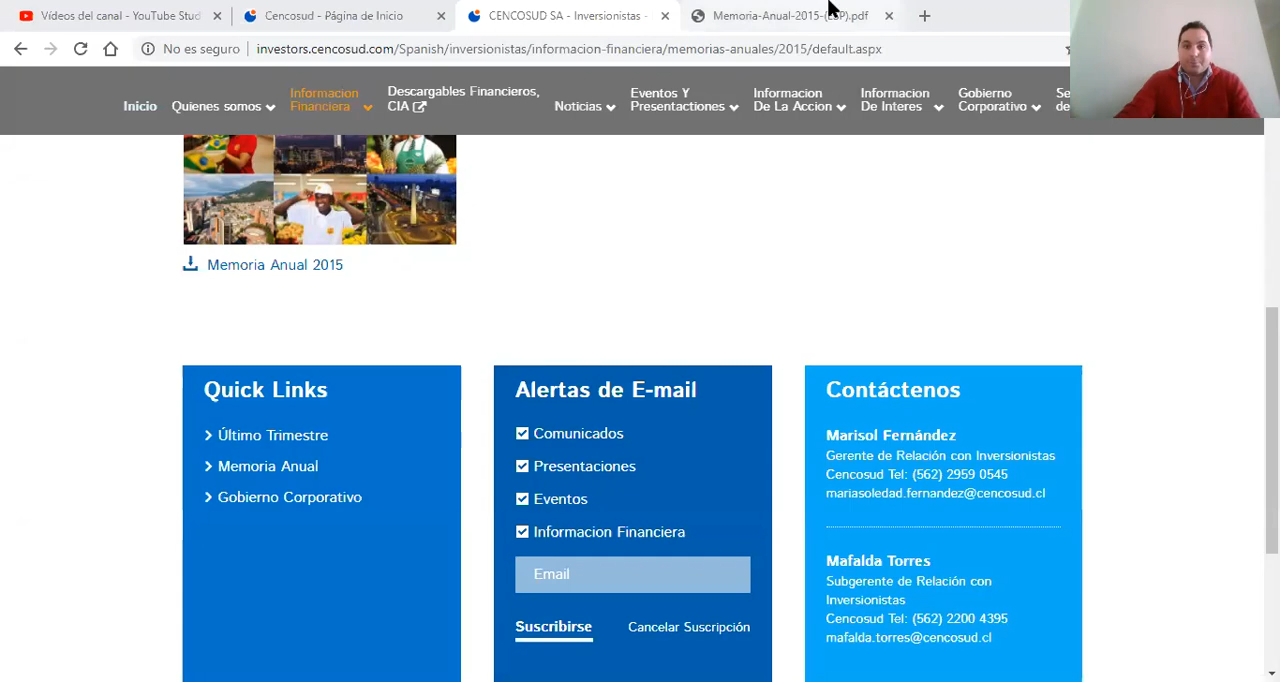 Vídeos del canal - YouTube Stud
Cencosud - Página de Inicio
CENCOSUD SA - Inversionistas -
Memoria-Anual-2015-(ESP).pdf
No es seguro
investors.cencosud.com/Spanish/inversionistas/informacion-financiera/memorias-anuales/2015/default.aspx
Inicio
Quienes somos
Informacion
Financiera
Descargables Financieros,
CIA
Noticias
Eventos Y
Presentactiones
Informacion
De La Accion
Informacion
De Interes
Gobierno
Corporativo
Se
de
Memoria Anual 2015
Quick Links
Último Trimestre
Memoria Anual
Gobierno Corporativo
Alertas de E-mail
Comunicados
Presentaciones
Eventos
Informacion Financiera
Email
Suscribirse
Cancelar Suscripción
Contáctenos
Marisol Fernández
Gerente de Relación con Inversionistas
Cencosud Tel: (562) 2959 0545
mariasoledad.fernandez@cencosud.cl
Mafalda Torres
Subgerente de Relación con
Inversionistas
Cencosud Tel: (562) 2200 4395
mafalda.torres@cencosud.cl